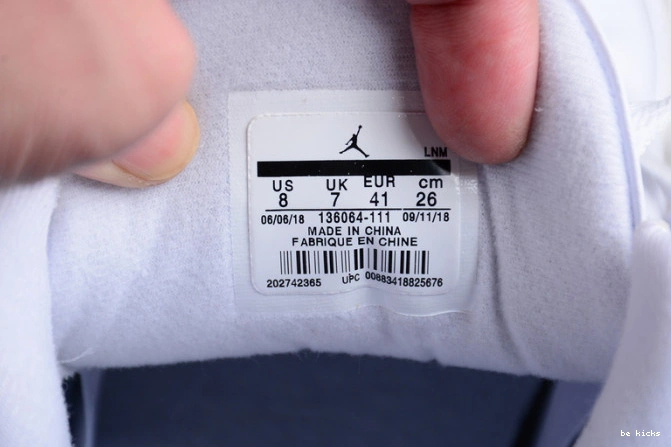 LNM
US UK EUR cm
8 7 41 26
06/06/18 136064-111 09/11/18
MADE IN CHINA
FABRIQUE EN CHINE
202742365 UPC 00883418825676
be kicks